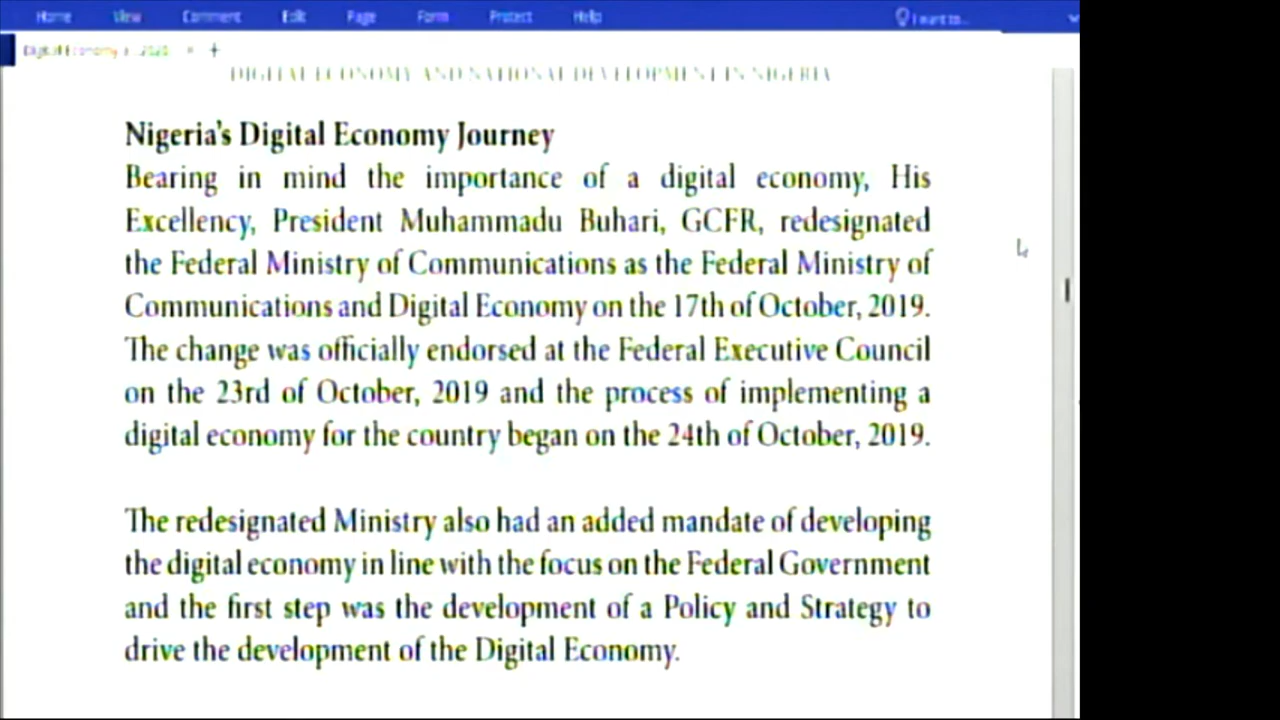 Home View Comment Edit Page Form Protect Help I want to...
Digital Economy
DIGITAL ECONOMY AND NATIONAL DEVELOPMENT IN NIGERIA
Nigeria's Digital Economy Journey
Bearing in mind the importance of a digital economy, His
Excellency, President Muhammadu Buhari, GCFR, redesignated
the Federal Ministry of Communications as the Federal Ministry of
Communications and Digital Economy on the 17th of October, 2019.
The change was officially endorsed at the Federal Executive Council
on the 23rd of October, 2019 and the process of implementing a
digital economy for the country began on the 24th of October, 2019.
The redesignated Ministry also had an added mandate of developing
the digital economy in line with the focus on the Federal Government
and the first step was the development of a Policy and Strategy to
drive the development of the Digital Economy.